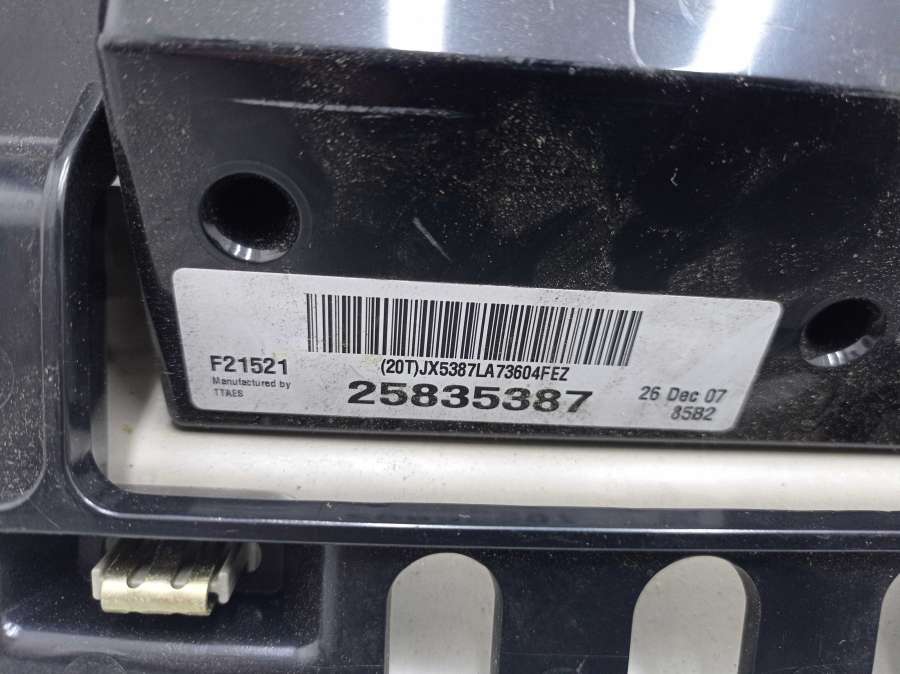 (20T)JX5387LA73604FEZ
F21521
Manufactured by
TTAES
25835387
26 Dec 07
85B2